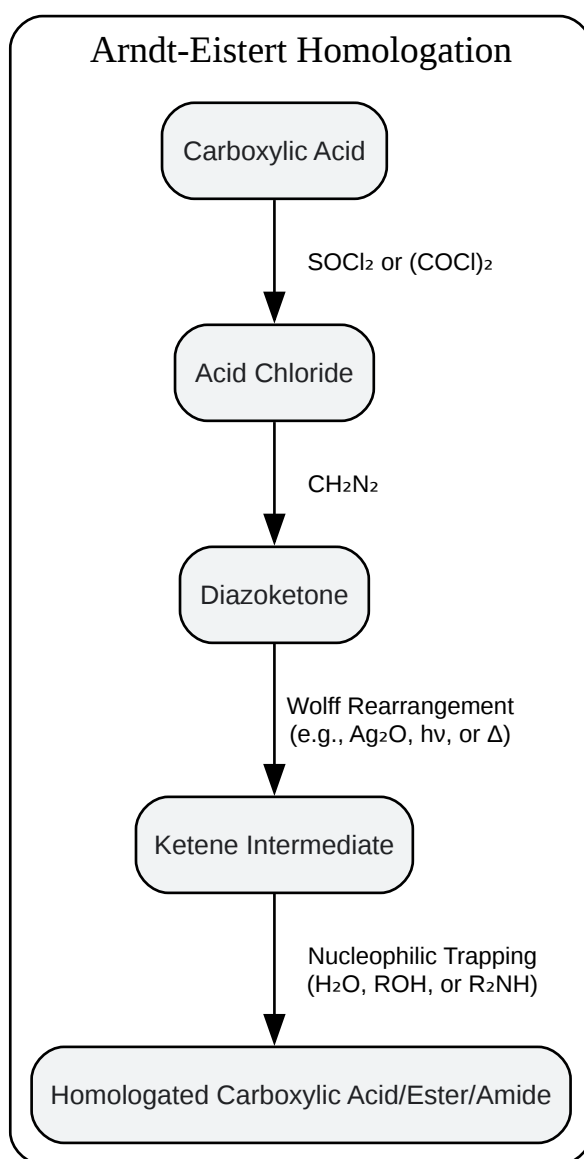 Arndt-Eistert Homologation
Carboxylic Acid
SOCl₂ or (COCl)₂
Acid Chloride
CH₂N₂
Diazoketone
Wolff Rearrangement
(e.g., Ag₂O, hν, or Δ)
Ketene Intermediate
Nucleophilic Trapping
(H₂O, ROH, or R₂NH)
Homologated Carboxylic Acid/Ester/Amide